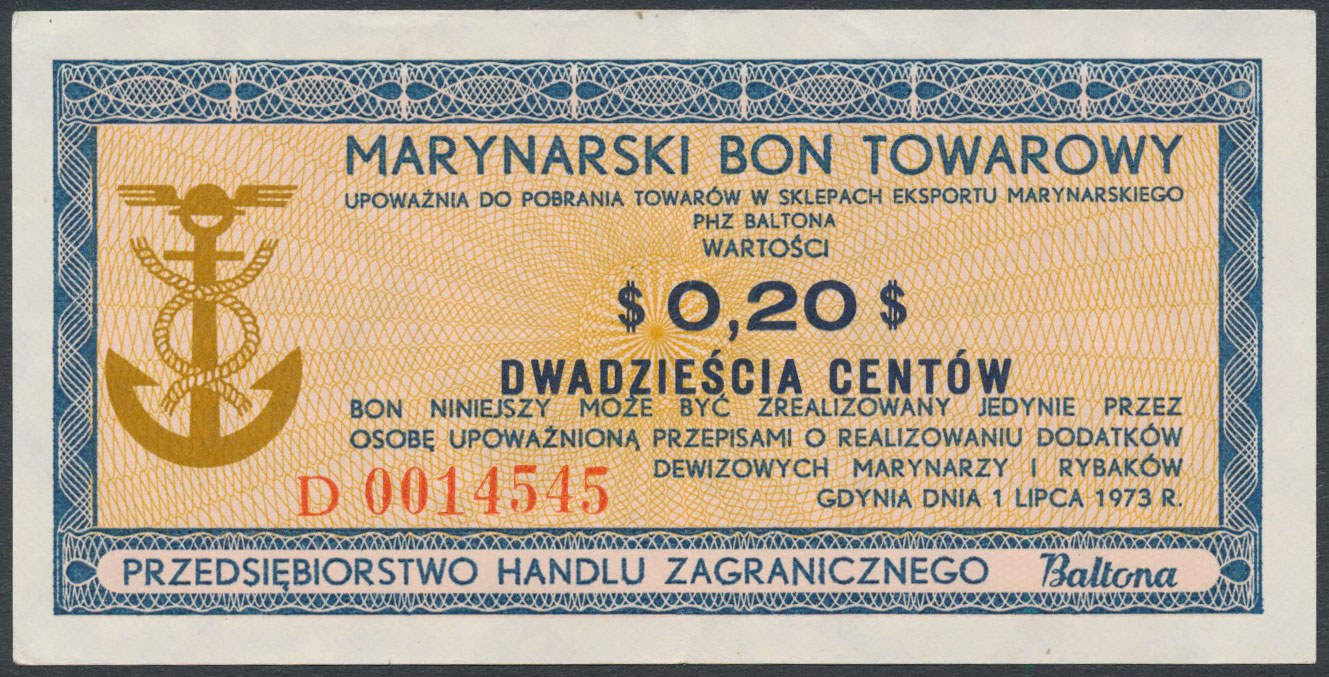 MARYNARSKI BON TOWAROWY
UPOWAŻNIA DO POBRANIA TOWARÓW W SKLEPACH EKSPORTU MARYNARSKIEGO
PHZ BALTONA
WARTOŚCI
$ 0,20 $
DWADZIEŚCIA CENTÓW
BON NINIEJSZY MOŻE BYĆ ZREALIZOWANY JEDYNIE PRZEZ
OSOBĘ UPOWAŻNIONĄ PRZEPISAMI O REALIZOWANIU DODATKÓW
DEWIZOWYCH MARYNARZY I RYBAKÓW
D 0014545
GDYNIA DNIA 1 LIPCA 1973 R.
PRZEDSIĘBIORSTWO HANDLU ZAGRANICZNEGO Baltona